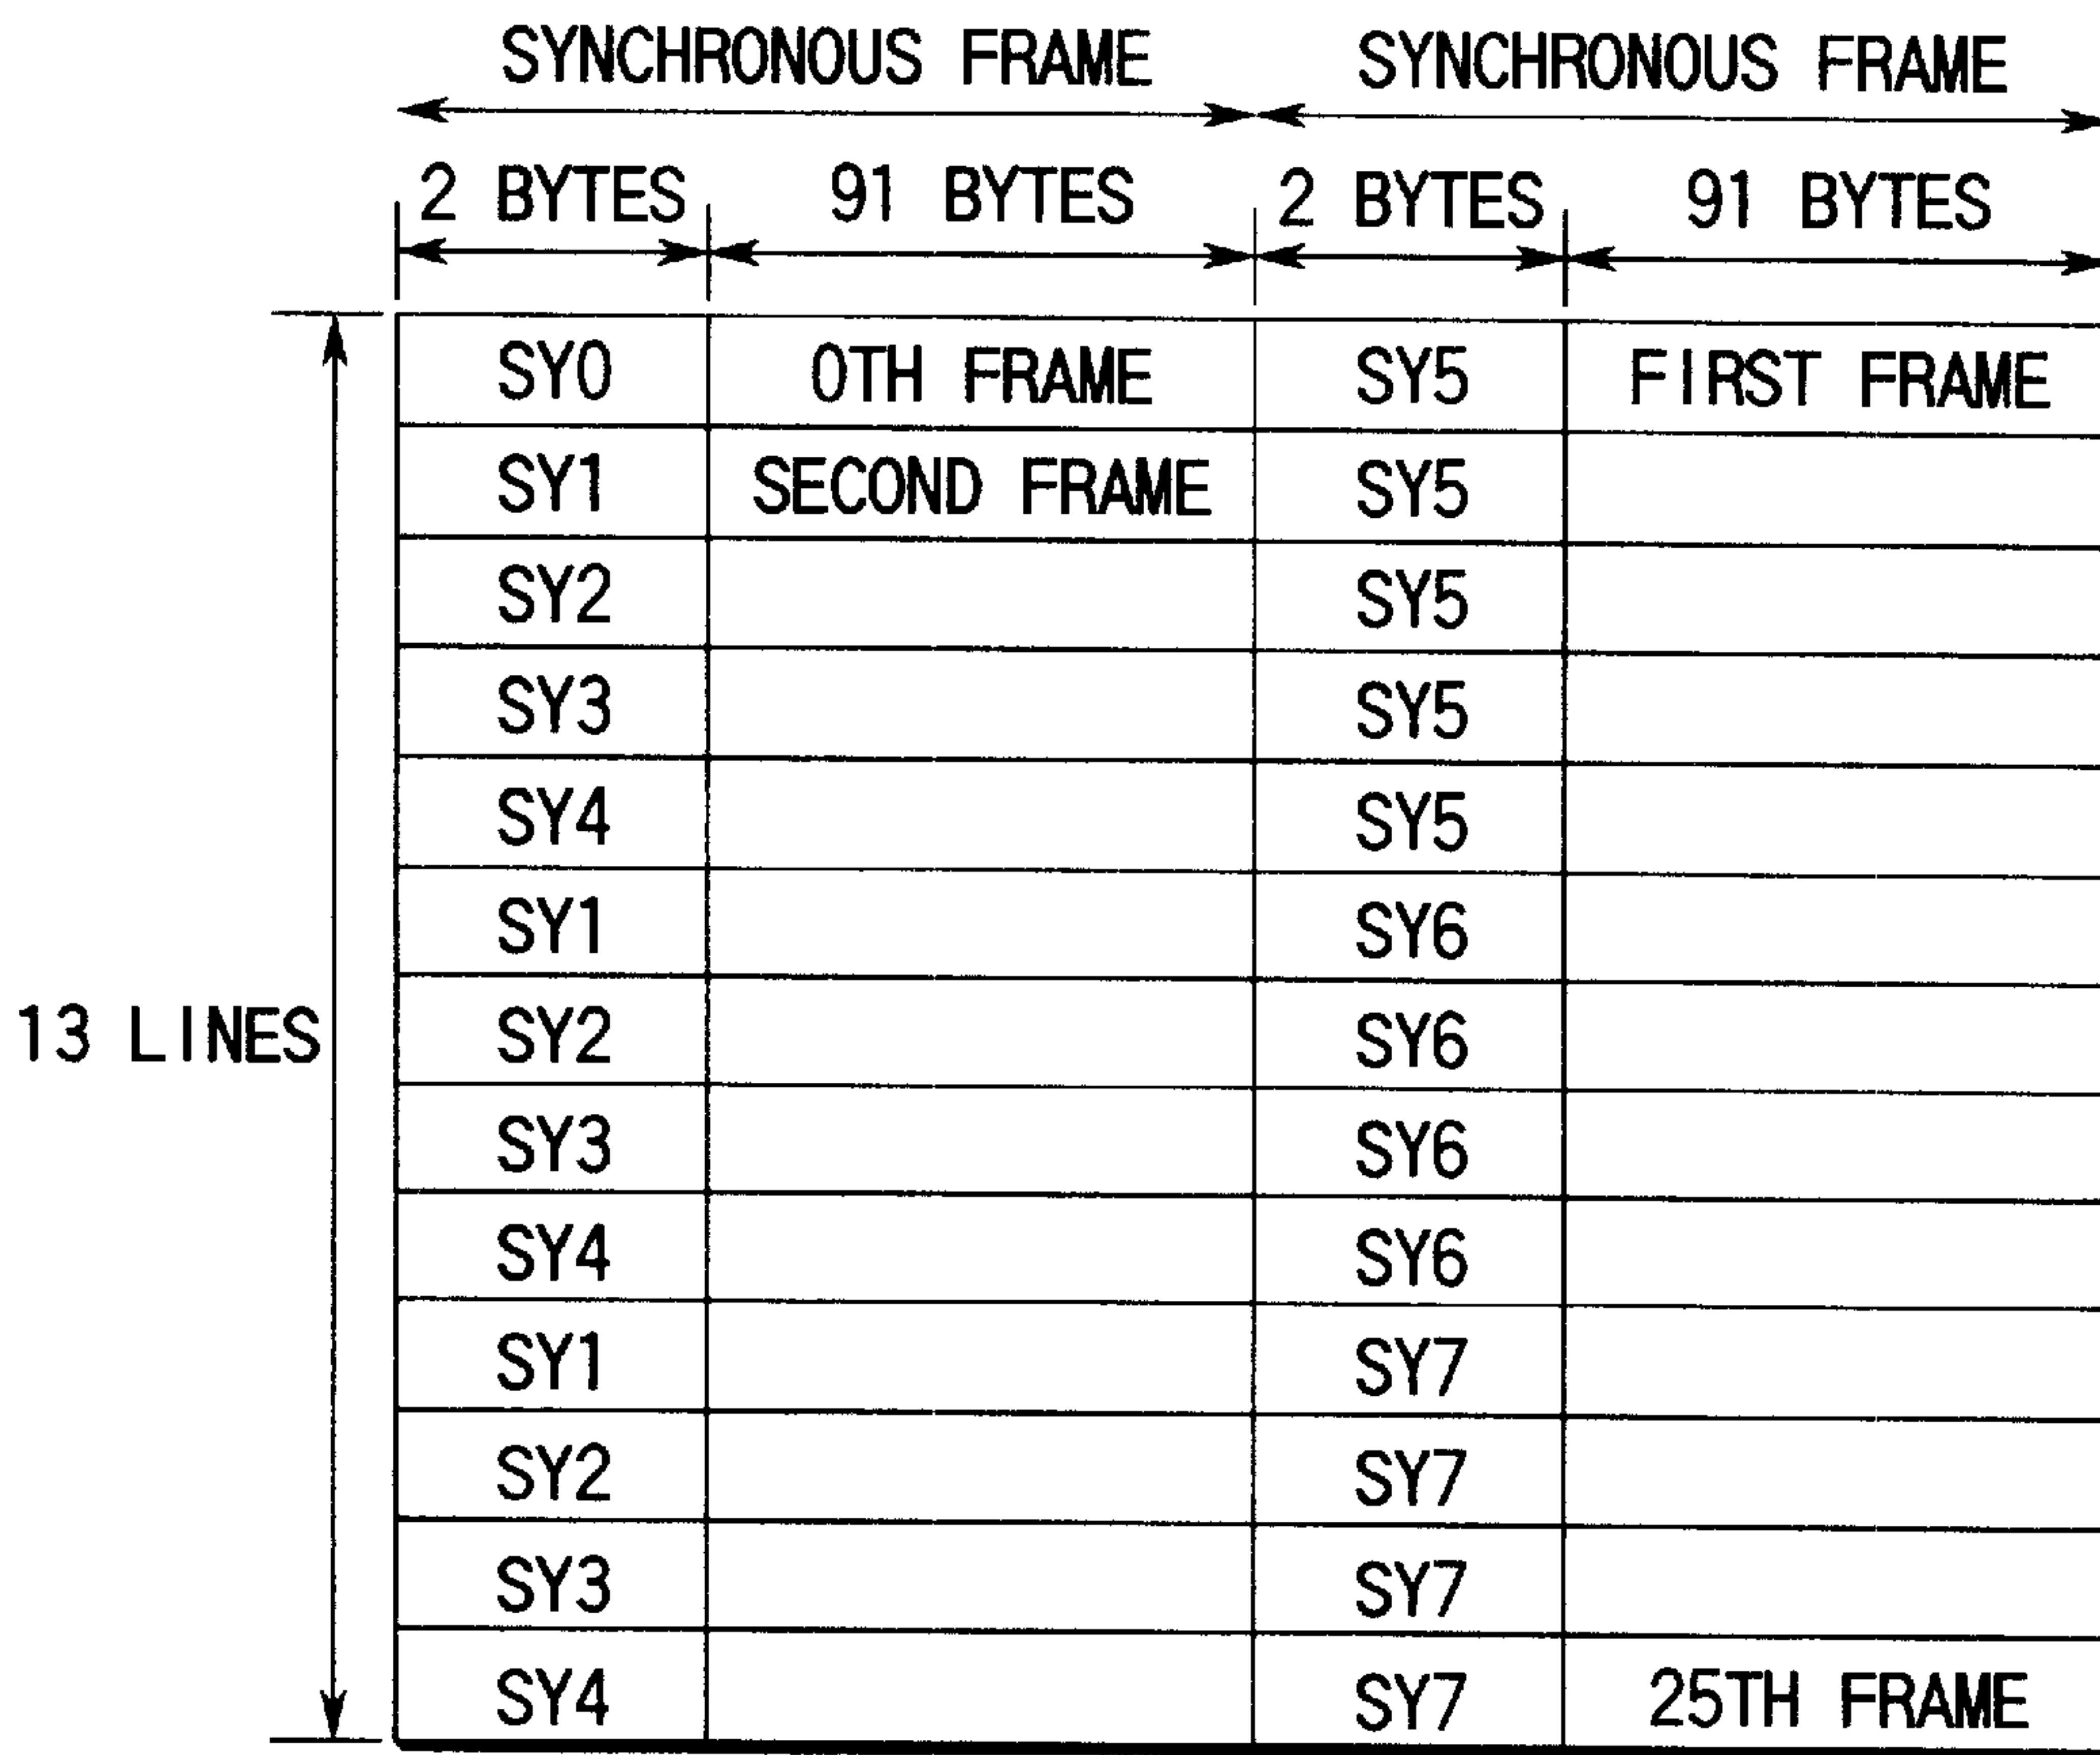 SYNCHRONOUS FRAME SYNCHRONOUS FRAME
2 BYTES 91 BYTES 2 BYTES 91 BYTES
SY0 0TH FRAME SY5 FIRST FRAME
SY1 SECOND FRAME SY5
SY2 SY5
SY3 SY5
SY4 SY5
SY1 SY6
13 LINES SY2 SY6
SY3 SY6
SY4 SY6
SY1 SY7
SY2 SY7
SY3 SY7
SY4 SY7 25TH FRAME